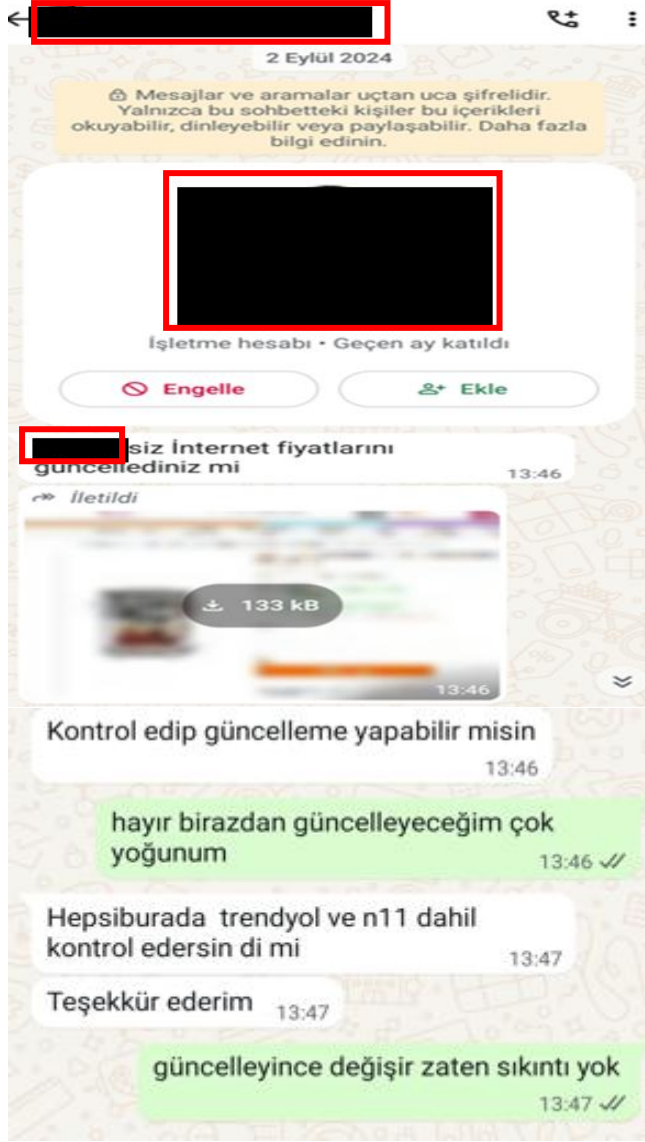 2 Eylül 2024
Mesajlar ve aramalar uçtan uca şifrelidir.
Yalnızca bu sohbetteki kişiler bu içerikleri
okuyabilir, dinleyebilir veya paylaşabilir. Daha fazla
bilgi edinin.
İşletme hesabı • Geçen ay katıldı
Engelle
Ekle
siz İnternet fiyatlarını
güncellediniz mi
13:46
İletildi
133 kB
13:46
Kontrol edip güncelleme yapabilir misin
13:46
hayır birazdan güncelleyeceğim çok
yoğunum
13:46
Hepsiburada trendyol ve n11 dahil
kontrol edersin di mi
13:47
Teşekkür ederim
13:47
güncelleyince değişir zaten sıkıntı yok
13:47